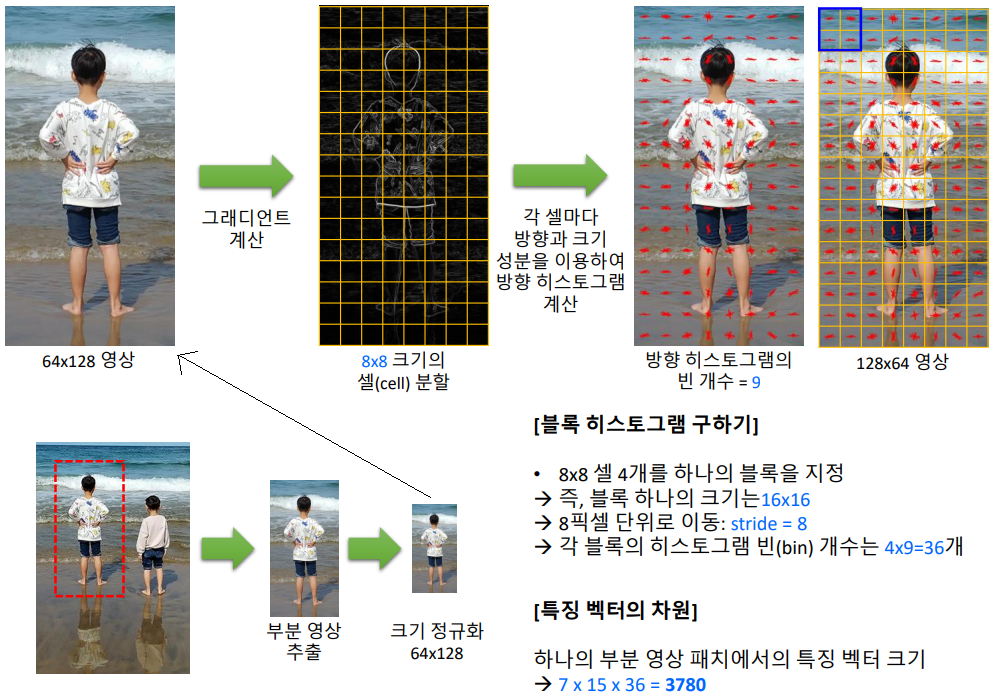 그래디언트
계산
각 셀마다
방향과 크기
성분을 이용하여
방향 히스토그램
계산
64x128 영상
8x8 크기의
셀(cell) 분할
방향 히스토그램의
빈 개수 = 9
128x64 영상
[블록 히스토그램 구하기]
• 8x8 셀 4개를 하나의 블록을 지정
→ 즉, 블록 하나의 크기는16x16
→ 8픽셀 단위로 이동: stride = 8
→ 각 블록의 히스토그램 빈(bin) 개수는 4x9=36개
부분 영상
추출
크기 정규화
64x128
[특징 벡터의 차원]
하나의 부분 영상 패치에서의 특징 벡터 크기
→ 7 x 15 x 36 = 3780